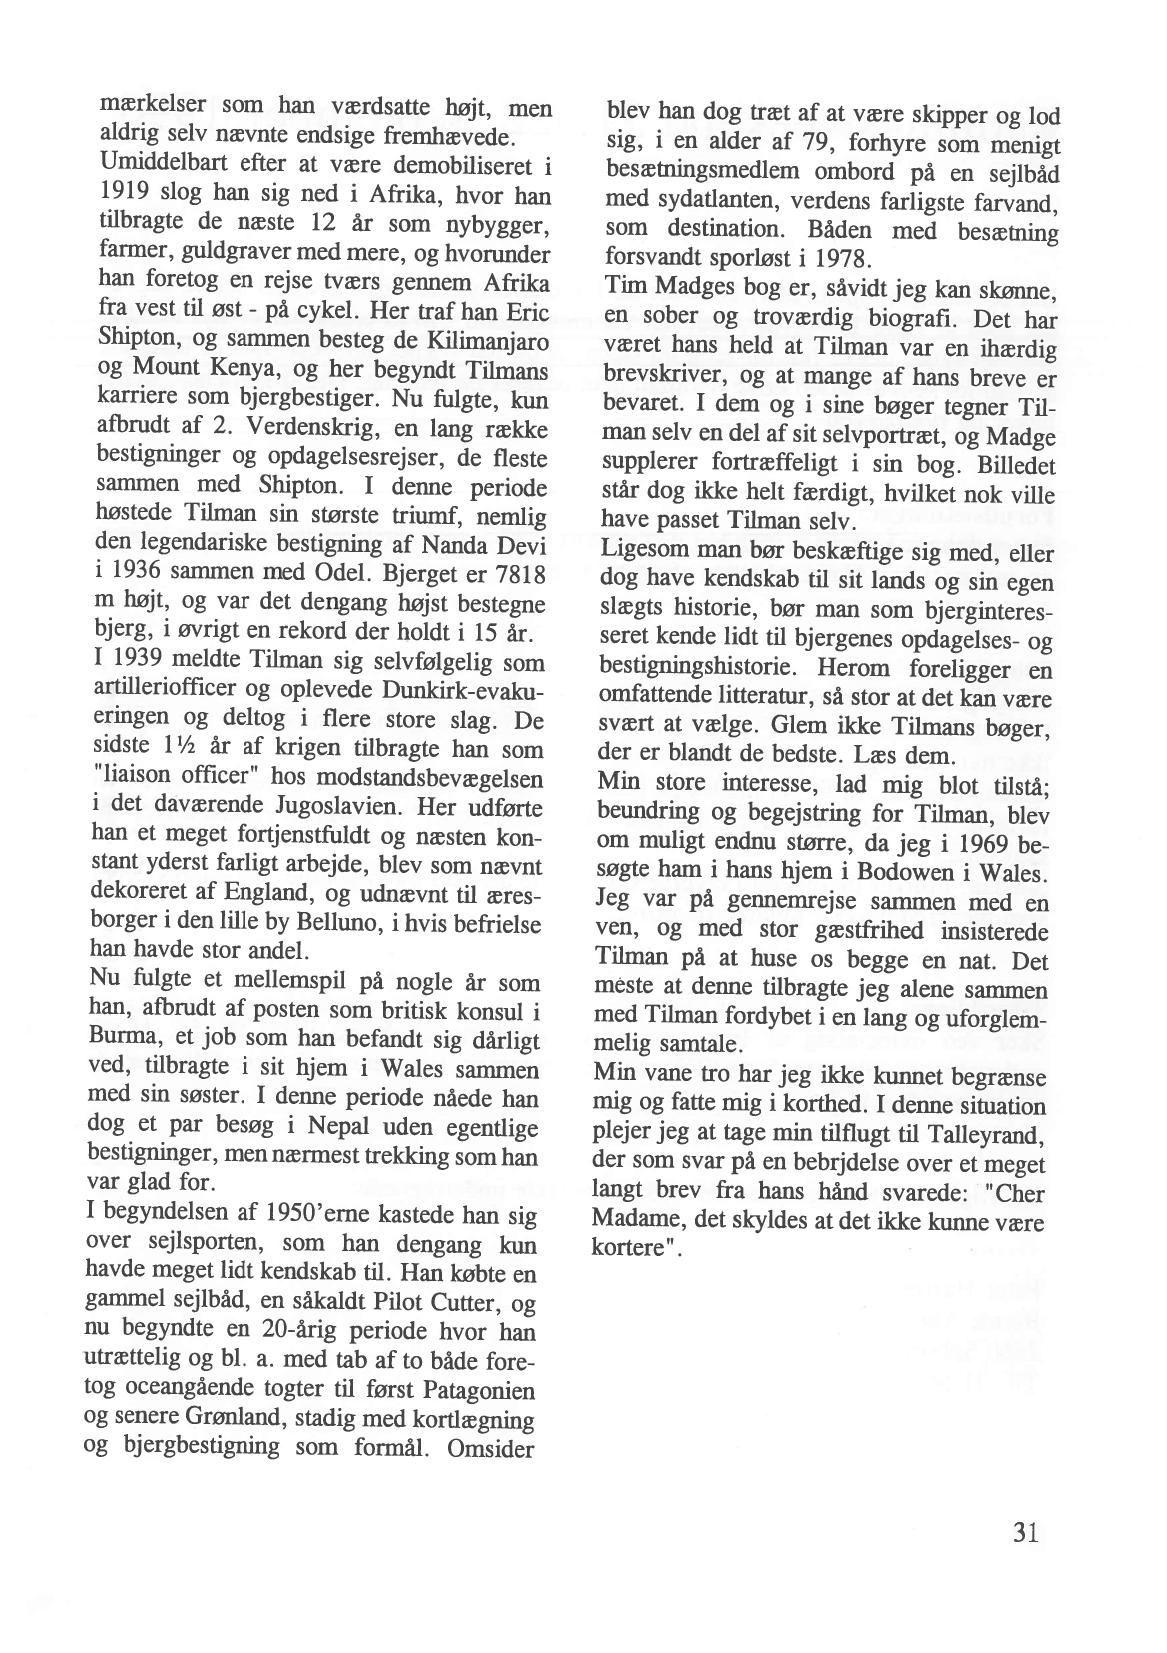 mærkelser som han værdsatte højt, men
aldrig selv nævnte endsige fremhævede.
Umiddelbart efter at være demobiliseret i
1919 slog han sig ned i Afrika, hvor han
tilbragte de næste 12 år som nybygger,
farmer, guldgraver med mere, og hvorunder
han foretog en rejse tværs gennem Afrika
fra vest til øst - på cykel. Her traf han Eric
Shipton, og sammen besteg de Kilimanjaro
og Mount Kenya, og her begyndt Tilmans
karriere som bjergbestiger. Nu fulgte, kun
afbrudt af 2. Verdenskrig, en lang række
bestigninger og opdagelsesrejser, de fleste
sammen med Shipton. I denne periode
høstede Tilman sin største triumf, nemlig
den legendariske bestigning af Nanda Devi
i 1936 sammen med Odel. Bjerget er 7818
m højt, og var det dengang højst bestegne
bjerg, i øvrigt en rekord der holdt i 15 år.
I 1939 meldte Tilman sig selvfølgelig som
artilleriofficer og oplevede Dunkirk-evaku-
eringen og deltog i flere store slag. De
sidste 1½ år af krigen tilbragte han som
"liaison officer" hos modstandsbevægelsen
i det daværende Jugoslavien. Her udførte
han et meget fortjenstfuldt og næsten kon-
stant yderst farligt arbejde, blev som nævnt
dekoreret af England, og udnævnt til æres-
borger i den lille by Belluno, i hvis befrielse
han havde stor andel.
Nu fulgte et mellemspil på nogle år som
han, afbrudt af posten som britisk konsul i
Burma, et job som han befandt sig dårligt
ved, tilbragte i sit hjem i Wales sammen
med sin søster. I denne periode nåede han
dog et par besøg i Nepal uden egentlige
bestigninger, men nærmest trekking som han
var glad for.
I begyndelsen af 1950'erne kastede han sig
over sejlsporten, som han dengang kun
havde meget lidt kendskab til. Han købte en
gammel sejlbåd, en såkaldt Pilot Cutter, og
nu begyndte en 20-årig periode hvor han
utrættelig og bl. a. med tab af to både fore-
tog oceangående togter til først Patagonien
og senere Grønland, stadig med kortlægning
og bjergbestigning som formål. Omsider
blev han dog træt af at være skipper og lod
sig, i en alder af 79, forhyre som menigt
besætningsmedlem ombord på en sejlbåd
med sydatlanten, verdens farligste farvand,
som destination. Båden med besætning
forsvandt sporløst i 1978.
Tim Madges bog er, såvidt jeg kan skønne,
en sober og troværdig biografi. Det har
været hans held at Tilman var en ihærdig
brevskriver, og at mange af hans breve er
bevaret. I dem og i sine bøger tegner Til-
man selv en del af sit selvportræt, og Madge
supplerer fortræffeligt i sin bog. Billedet
står dog ikke helt færdigt, hvilket nok ville
have passet Tilman selv.
Ligesom man bør beskæftige sig med, eller
dog have kendskab til sit lands og sin egen
slægts historie, bør man som bjerginteres-
seret kende lidt til bjergenes opdagelses- og
bestigningshistorie. Herom foreligger en
omfattende litteratur, så stor at det kan være
svært at vælge. Glem ikke Tilmans bøger,
der er blandt de bedste. Læs dem.
Min store interesse, lad mig blot tilstå;
beundring og begejstring for Tilman, blev
om muligt endnu større, da jeg i 1969 be-
søgte ham i hans hjem i Bodowen i Wales.
Jeg var på gennemrejse sammen med en
ven, og med stor gæstfrihed insisterede
Tilman på at huse os begge en nat. Det
meste at denne tilbragte jeg alene sammen
med Tilman fordybet i en lang og uforglem-
melig samtale.
Min vane tro har jeg ikke kunnet begrænse
mig og fatte mig i korthed. I denne situation
plejer jeg at tage min tilflugt til Talleyrand,
der som svar på en bebrjdelse over et meget
langt brev fra hans hånd svarede: "Cher
Madame, det skyldes at det ikke kunne være
kortere".
31